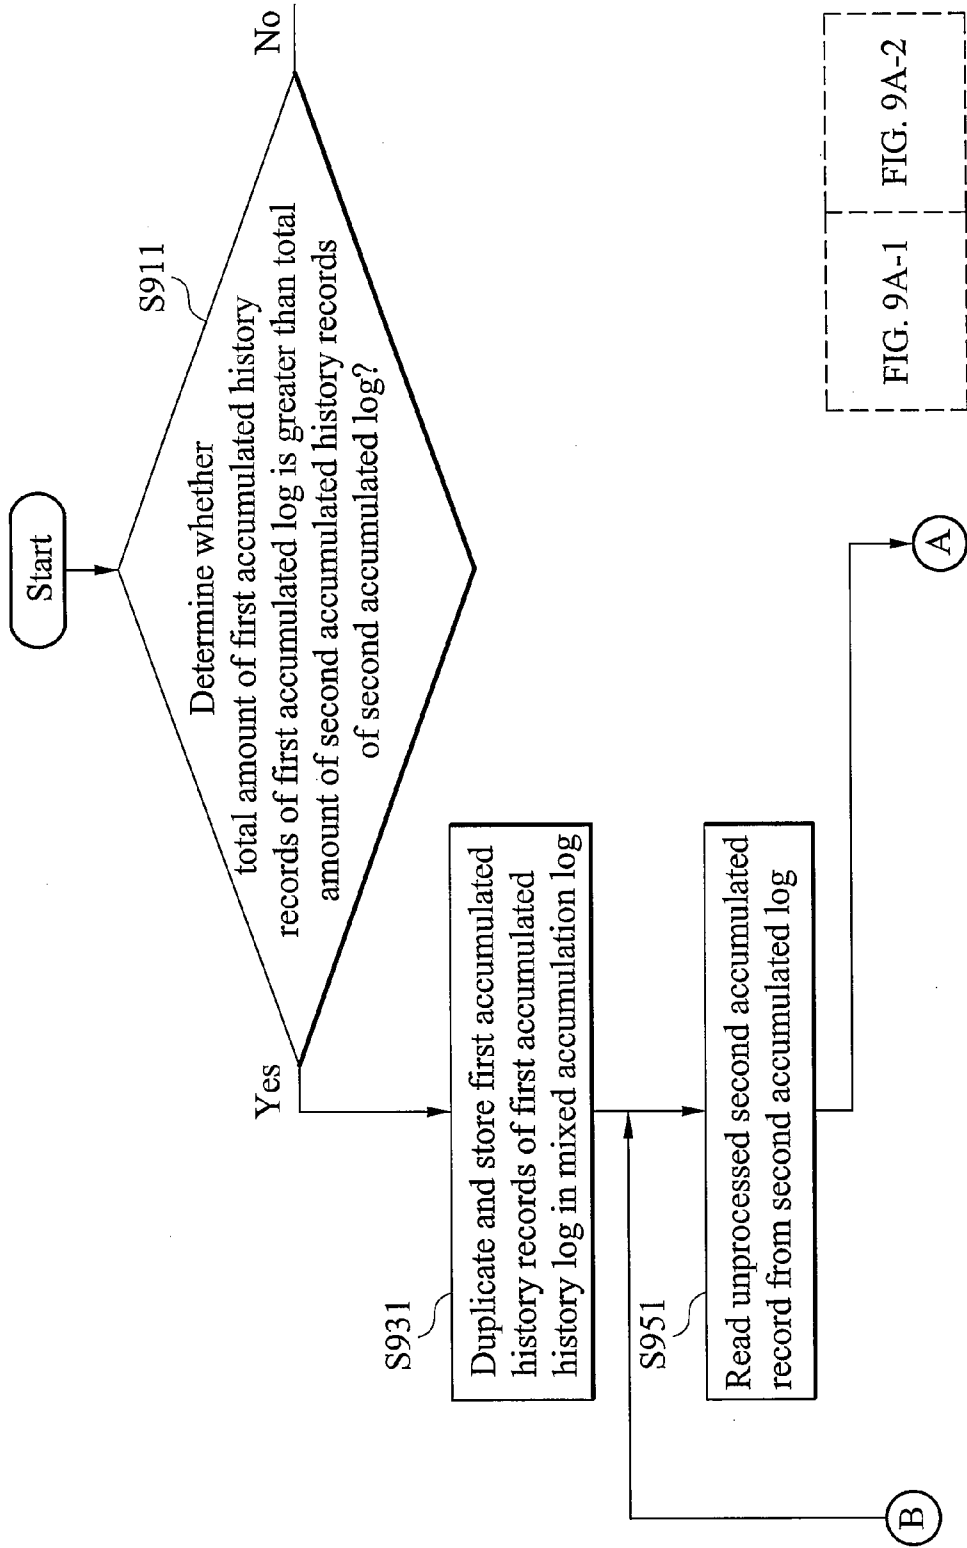 Start
S911
Determine whether
total amount of first accumulated history
records of first accumulated log is greater than total
amount of second accumulated history records
of second accumulated log?
Yes
No
S931
Duplicate and store first accumulated
history records of first accumulated
history log in mixed accumulation log
S951
Read unprocessed second accumulated
record from second accumulated log
B
A
FIG. 9A-1
FIG. 9A-2